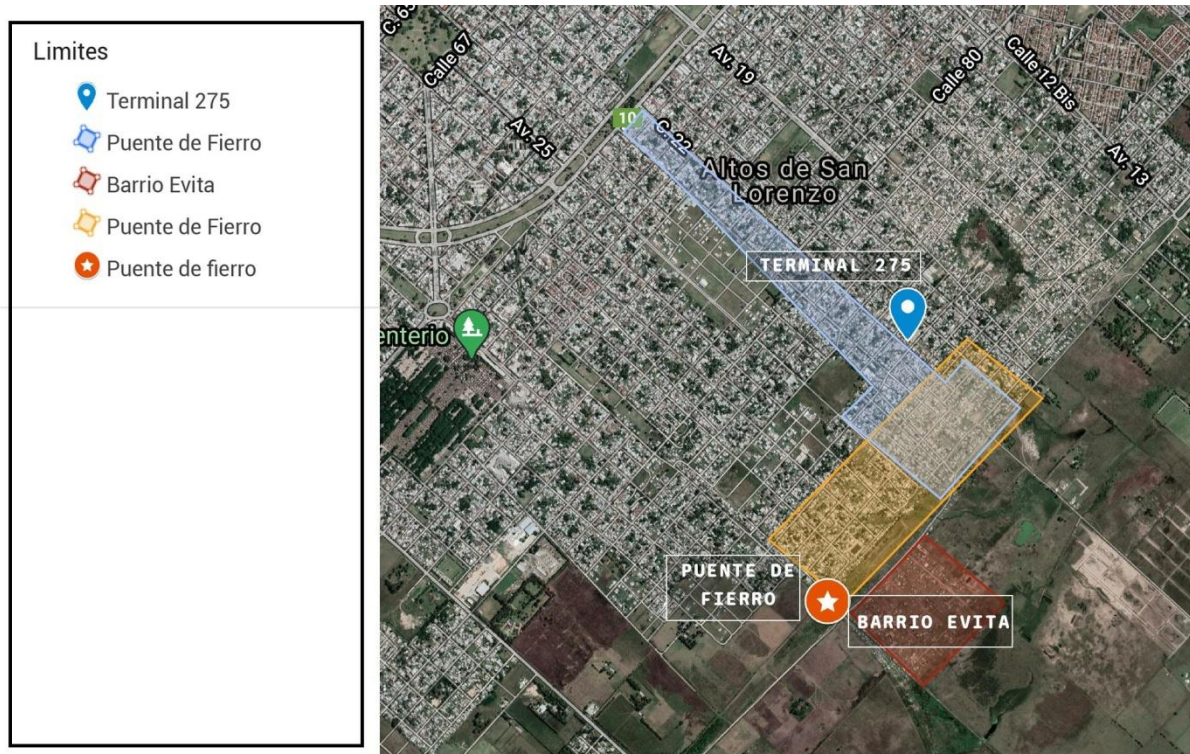 Limites
Terminal 275
Puente de Fierro
Barrio Evita
Puente de Fierro
Puente de fierro
C. 65
Calle 67
Av. 19
Calle 80
Calle 12 Bis
Av. 13
Av. 25
10
C. 22
Altos de San
Lorenzo
TERMINAL 275
enterio
PUENTE DE
FIERRO
BARRIO EVITA